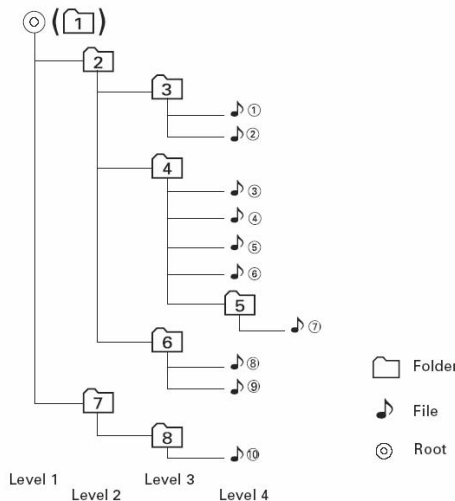 (1)
2
3
①
②
4
③
④
⑤
⑥
5
⑦
6
⑧
⑨
7
8
⑩
Folder
File
Root
Level 1
Level 2
Level 3
Level 4